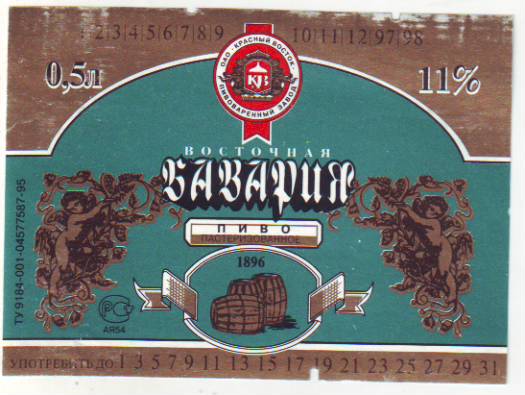 1|2|3|4|5|6|7|8|9 10|11|12|97|98
0,5л
11%
ОАО "КРАСНЫЙ ВОСТОК"
КВ
ПИВОВАРЕННЫЙ ЗАВОД
ВОСТОЧНАЯ
БАВАРИЯ
ПИВО
ПАСТЕРИЗОВАННОЕ
1896
ТУ 9184-001-04577587-95
РС
АЯ54
УПОТРЕБИТЬ ДО 1 3 5 7 9 11 13 15 17 19 21 23 25 27 29 31